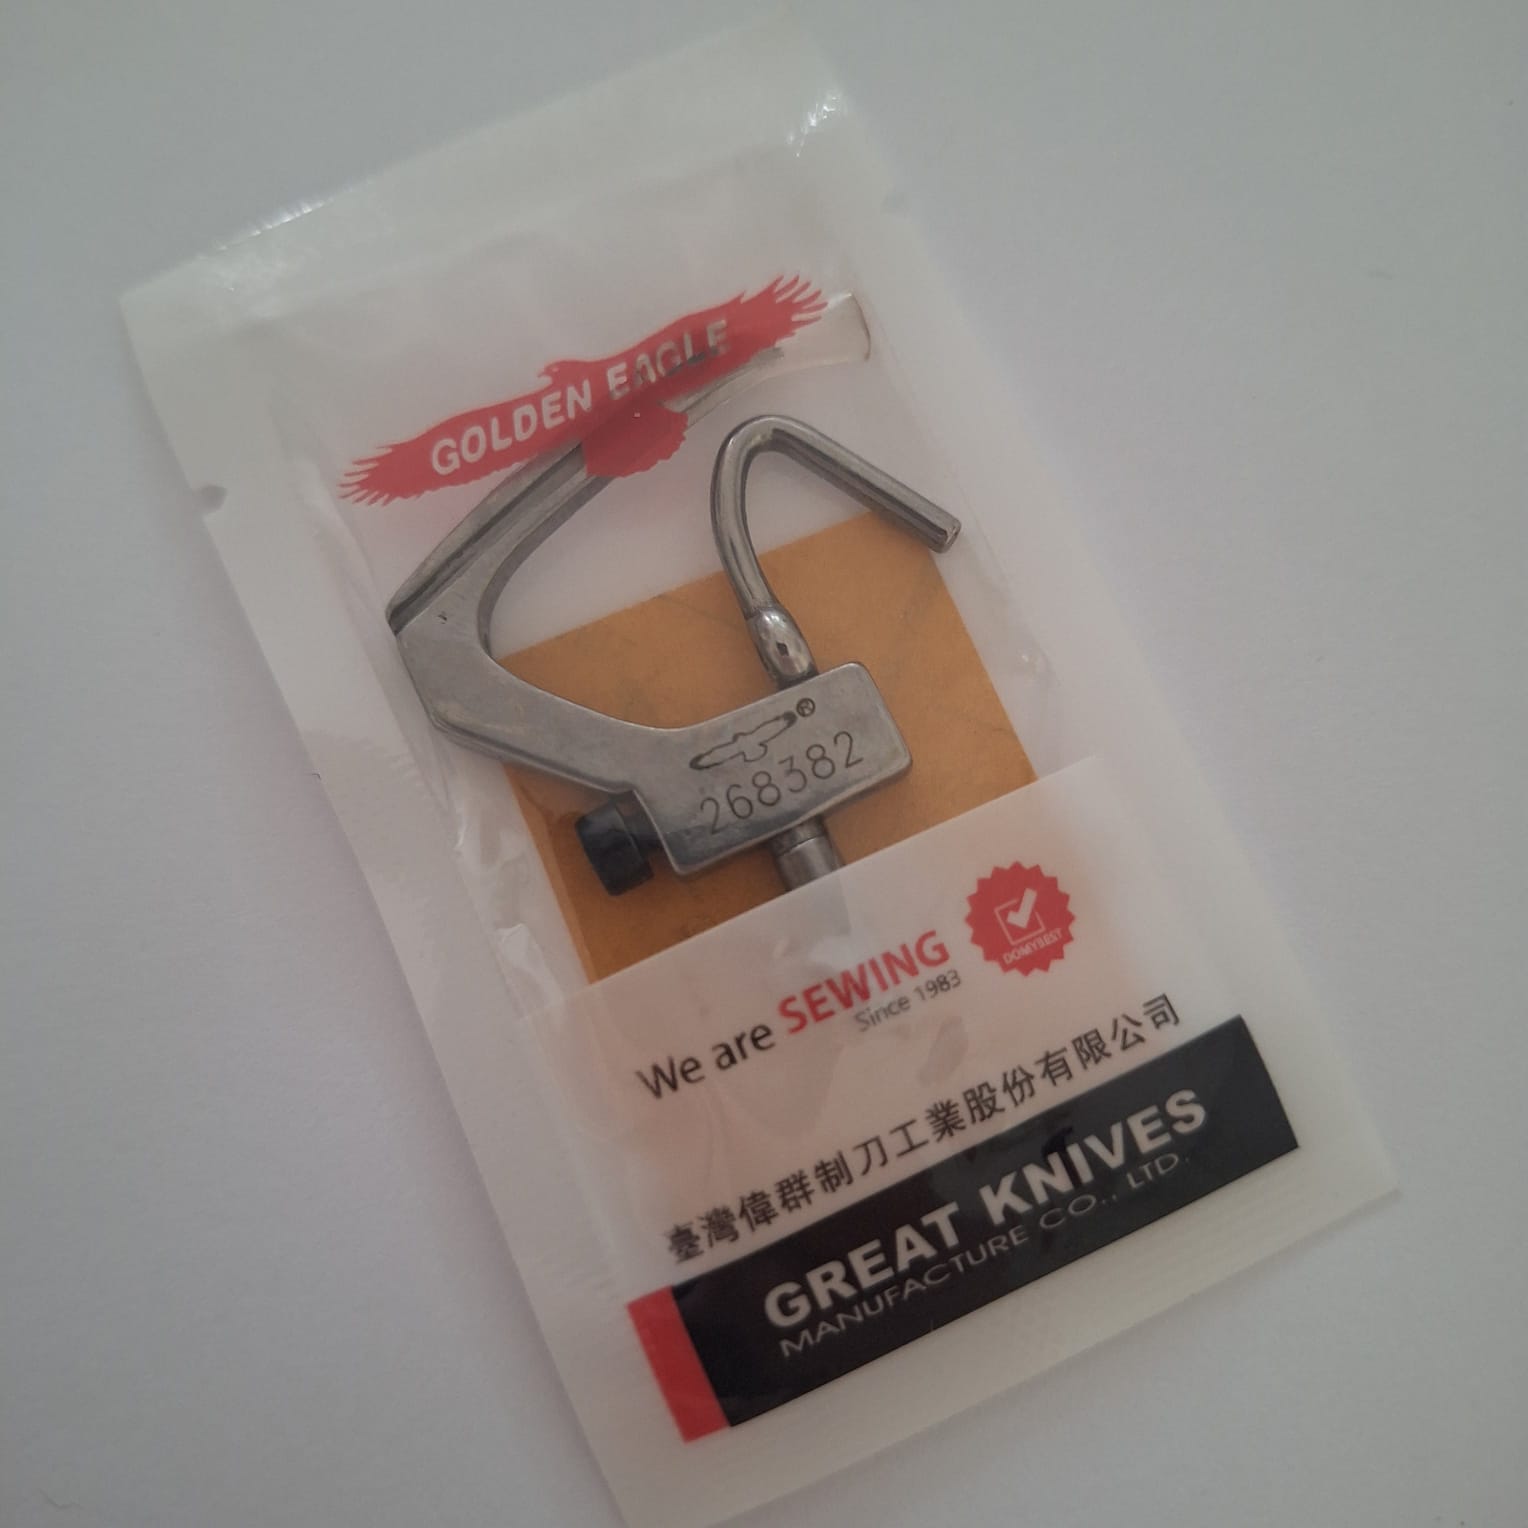 GOLDEN EAGLE
®
268382
We are SEWING
Since 1983
DOMYBEST
臺灣偉群制刀工業股份有限公司
GREAT KNIVES
MANUFACTURE CO., LTD.